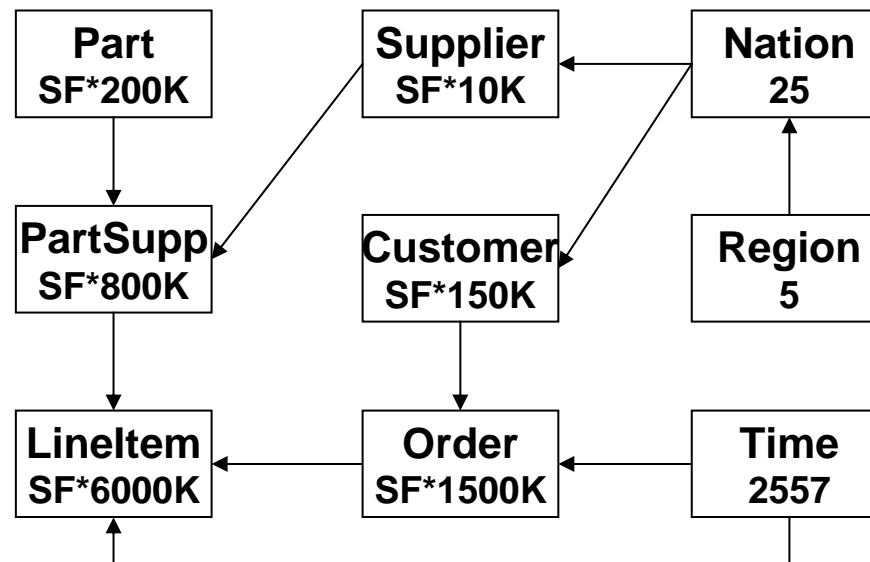 Part
SF*200K
Supplier
SF*10K
Nation
25
PartSupp
SF*800K
Customer
SF*150K
Region
5
LineItem
SF*6000K
Order
SF*1500K
Time
2557